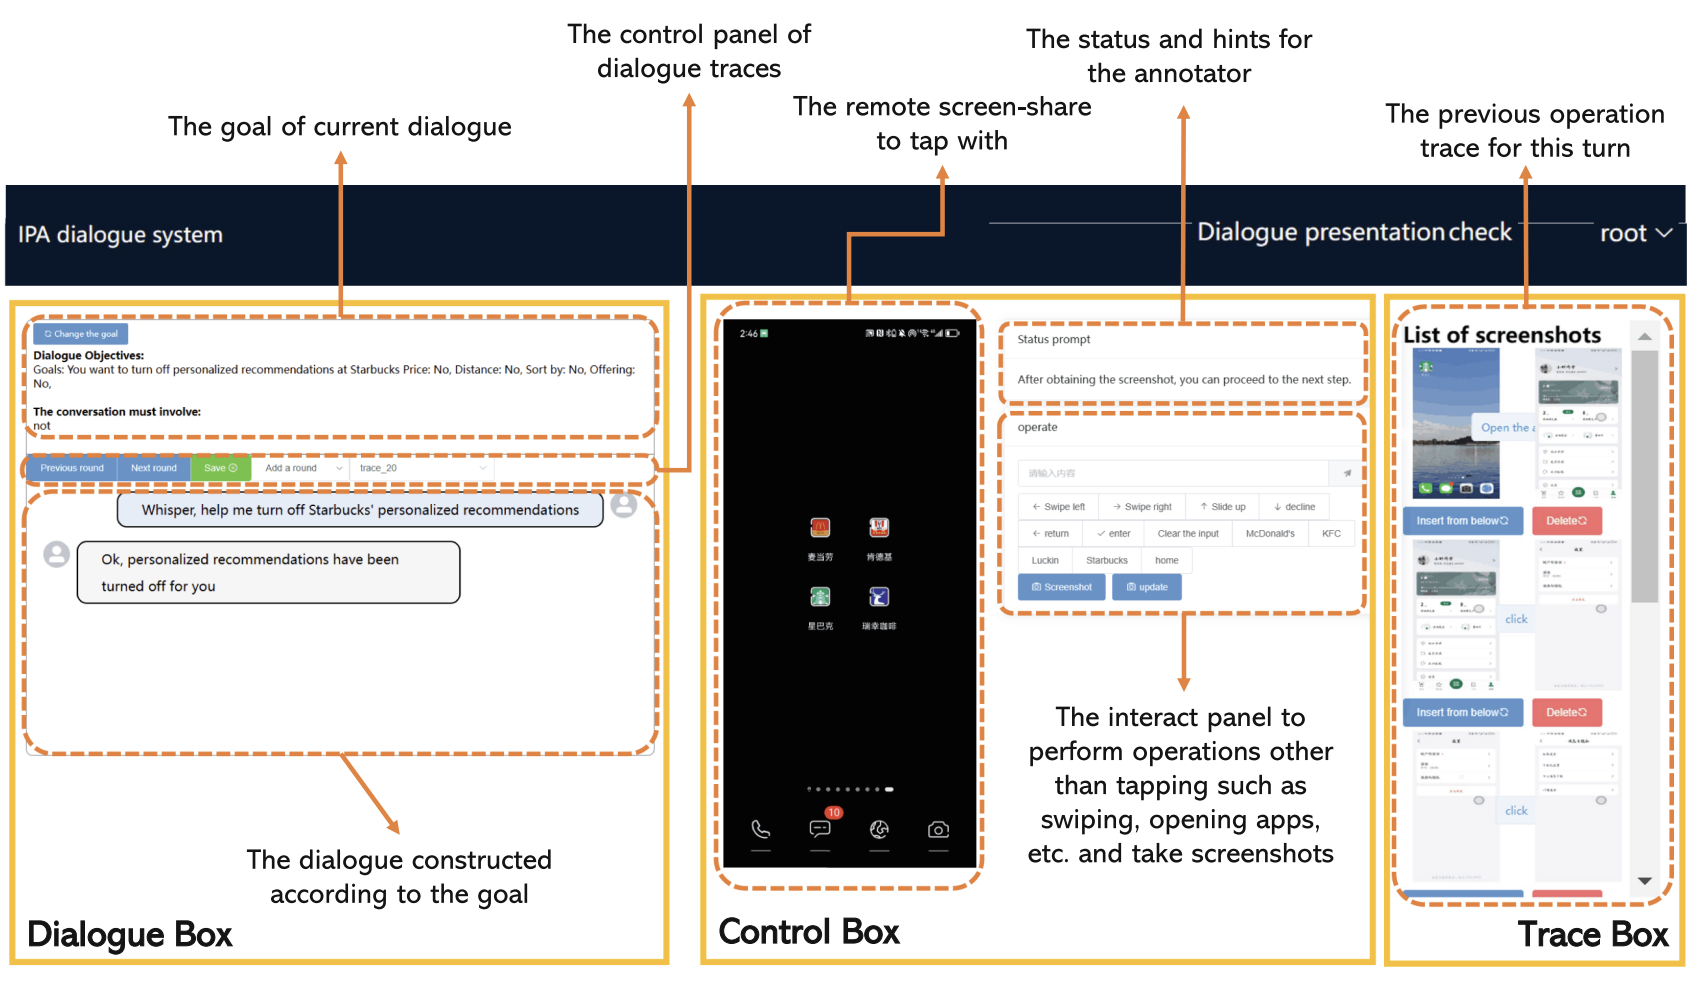 The control panel of
dialogue traces
The status and hints for
the annotator
The remote screen-share
to tap with
The previous operation
trace for this turn
The goal of current dialogue
IPA dialogue system
Dialogue presentation check
root
Change the goal
Dialogue Objectives:
Goals: You want to turn off personalized recommendations at Starbucks Price: No, Distance: No, Sort by: No, Offering:
No,
The conversation must involve:
not
Previous round
Next round
Save
Add a round
trace_20
Whisper, help me turn off Starbucks' personalized recommendations
Ok, personalized recommendations have been
turned off for you
The dialogue constructed
according to the goal
Dialogue Box
2:46
麦当劳
肯德基
星巴克
瑞幸咖啡
10
Status prompt
After obtaining the screenshot, you can proceed to the next step.
operate
请输入内容
← Swipe left
→ Swipe right
↑ Slide up
↓ decline
← return
✓ enter
Clear the input
McDonald's
KFC
Luckin
Starbucks
home
Screenshot
update
The interact panel to
perform operations other
than tapping such as
swiping, opening apps,
etc. and take screenshots
Control Box
List of screenshots
Open the a
Insert from below
Delete
click
Insert from below
Delete
click
Trace Box